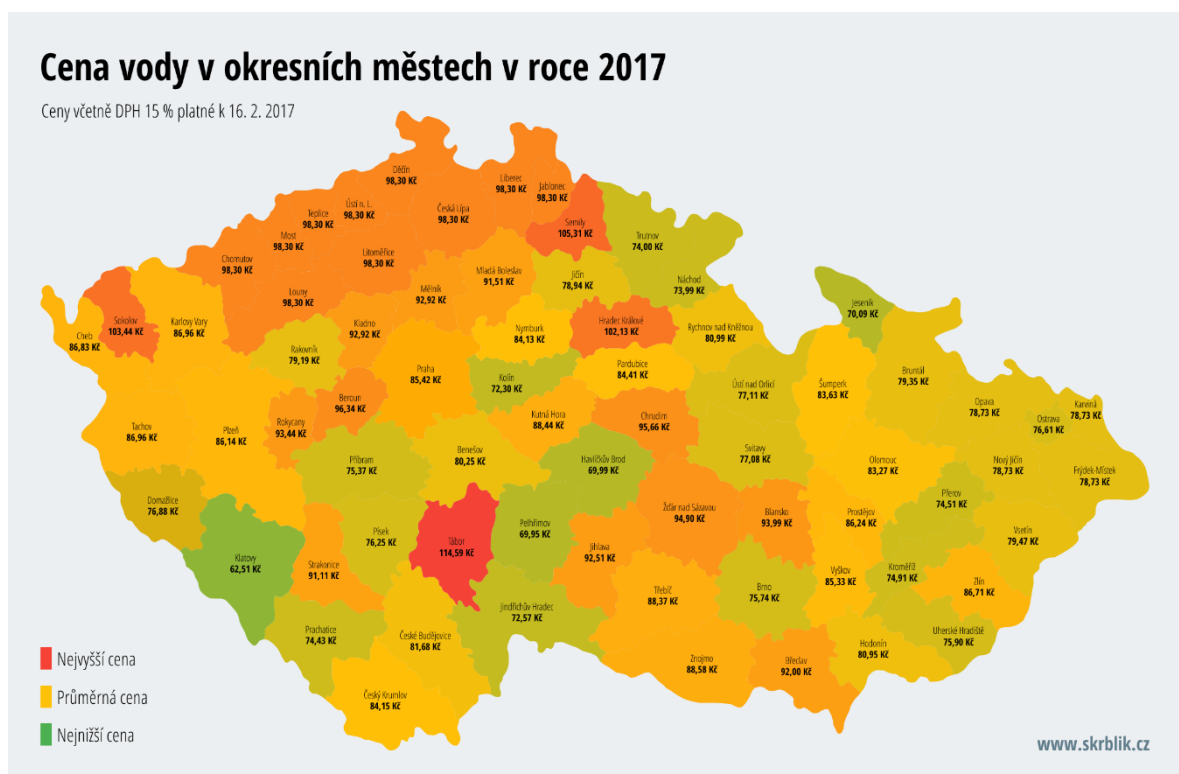 Cena vody v okresních městech v roce 2017
Ceny včetně DPH 15 % platné k 16. 2. 2017
Děčín
98,30 Kč
Liberec
98,30 Kč
Jablonec
98,30 Kč
Ústí n. L.
98,30 Kč
Teplice
98,30 Kč
Česká Lípa
98,30 Kč
Semily
105,31 Kč
Most
98,30 Kč
Trutnov
74,00 Kč
Chomutov
98,30 Kč
Litoměřice
98,30 Kč
Mladá Boleslav
91,51 Kč
Jičín
78,94 Kč
Náchod
73,99 Kč
Louny
98,30 Kč
Mělník
92,92 Kč
Jeseník
70,09 Kč
Sokolov
103,44 Kč
Karlovy Vary
86,96 Kč
Kladno
92,92 Kč
Nymburk
84,13 Kč
Hradec Králové
102,13 Kč
Rychnov nad Kněžnou
80,99 Kč
Cheb
86,83 Kč
Rakovník
79,19 Kč
Praha
85,42 Kč
Kolín
72,30 Kč
Pardubice
84,41 Kč
Ústí nad Orlicí
77,11 Kč
Šumperk
83,63 Kč
Bruntál
79,35 Kč
Beroun
96,34 Kč
Opava
78,73 Kč
Karviná
78,73 Kč
Ostrava
76,61 Kč
Tachov
86,96 Kč
Plzeň
86,14 Kč
Rokycany
93,44 Kč
Kutná Hora
88,44 Kč
Chrudim
95,66 Kč
Benešov
80,25 Kč
Svitavy
77,08 Kč
Příbram
75,37 Kč
Havlíčkův Brod
69,99 Kč
Olomouc
83,27 Kč
Nový Jičín
78,73 Kč
Frýdek-Místek
78,73 Kč
Domažlice
76,88 Kč
Přerov
74,51 Kč
Žďár nad Sázavou
94,90 Kč
Blansko
93,99 Kč
Prostějov
86,24 Kč
Pelhřimov
69,95 Kč
Písek
76,25 Kč
Tábor
114,59 Kč
Vsetín
79,47 Kč
Jihlava
92,51 Kč
Klatovy
62,51 Kč
Strakonice
91,11 Kč
Vyškov
85,33 Kč
Kroměříž
74,91 Kč
Zlín
86,71 Kč
Třebíč
88,37 Kč
Brno
75,74 Kč
Jindřichův Hradec
72,57 Kč
Prachatice
74,43 Kč
České Budějovice
81,68 Kč
Uherské Hradiště
75,90 Kč
Hodonín
80,95 Kč
Znojmo
88,58 Kč
Břeclav
92,00 Kč
Český Krumlov
84,15 Kč
Nejvyšší cena
Průměrná cena
Nejnižší cena
www.skrblik.cz